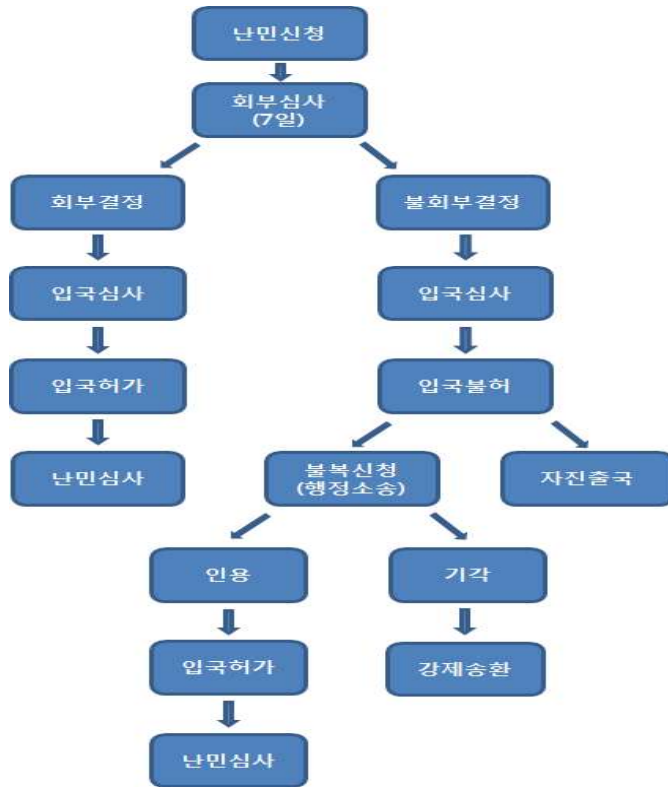 난민신청
회부심사
(7일)
회부결정
불회부결정
입국심사
입국심사
입국허가
입국불허
난민심사
불복신청
(행정소송)
자진출국
인용
기각
입국허가
강제송환
난민심사